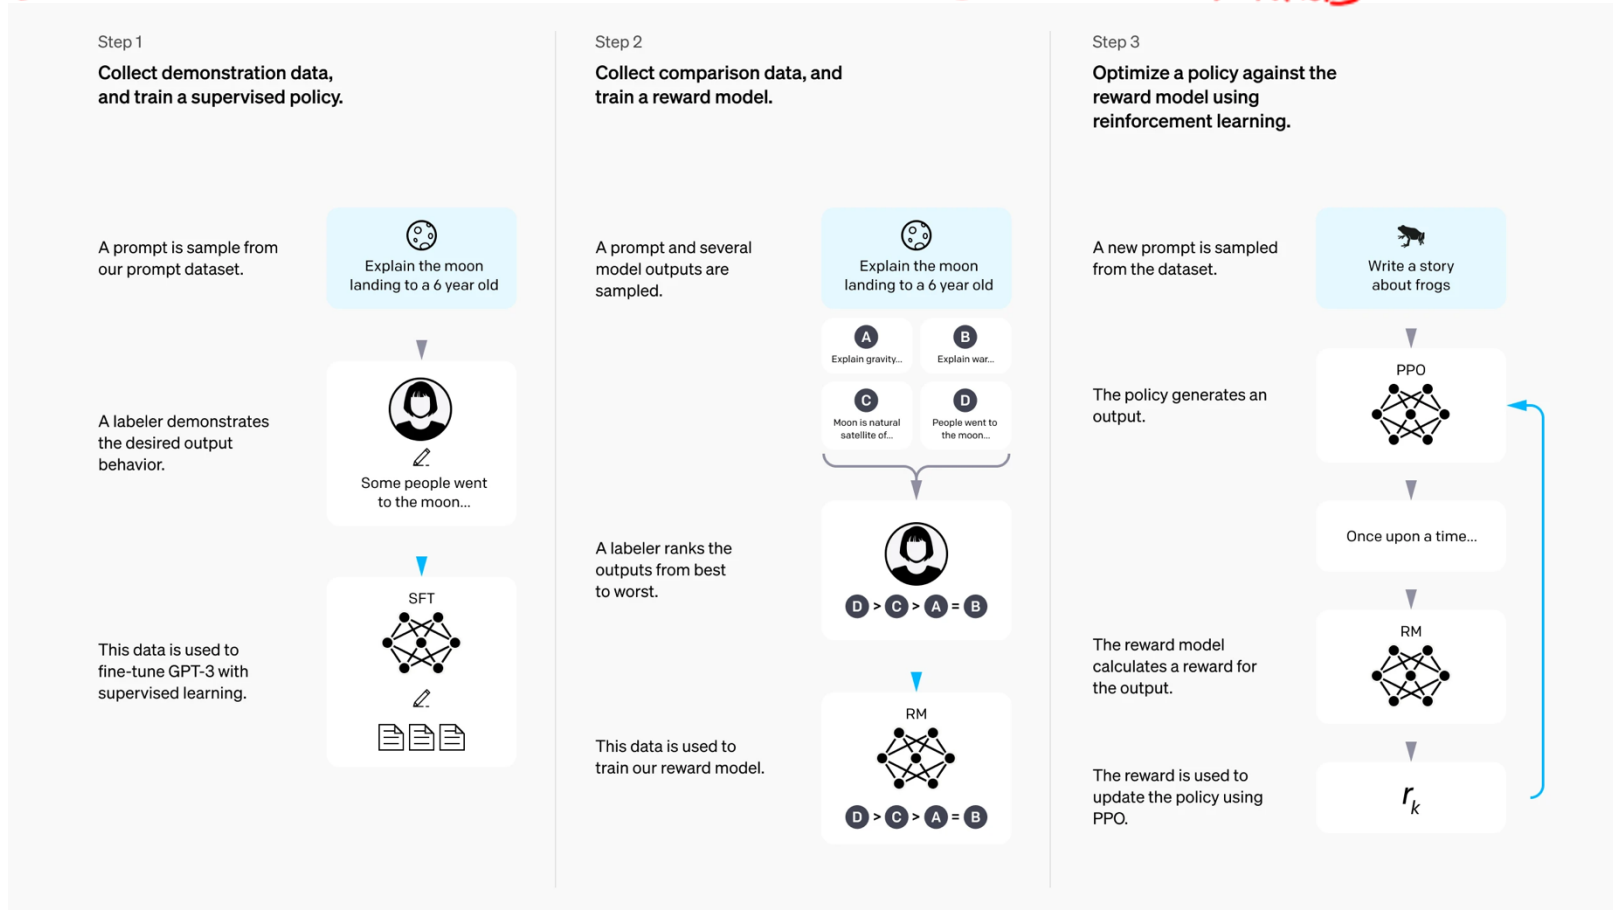 Step 1
Collect demonstration data,
and train a supervised policy.
A prompt is sample from
our prompt dataset.
Explain the moon
landing to a 6 year old
A labeler demonstrates
the desired output
behavior.
Some people went
to the moon...
SFT
This data is used to
fine-tune GPT-3 with
supervised learning.
Step 2
Collect comparison data, and
train a reward model.
A prompt and several
model outputs are
sampled.
Explain the moon
landing to a 6 year old
A
Explain gravity...
B
Explain war...
C
Moon is natural
satellite of...
D
People went to
the moon...
A labeler ranks the
outputs from best
to worst.
D > C > A = B
RM
This data is used to
train our reward model.
D > C > A = B
Step 3
Optimize a policy against the
reward model using
reinforcement learning.
A new prompt is sampled
from the dataset.
Write a story
about frogs
PPO
The policy generates an
output.
Once upon a time...
RM
The reward model
calculates a reward for
the output.
The reward is used to
update the policy using
PPO.
rk